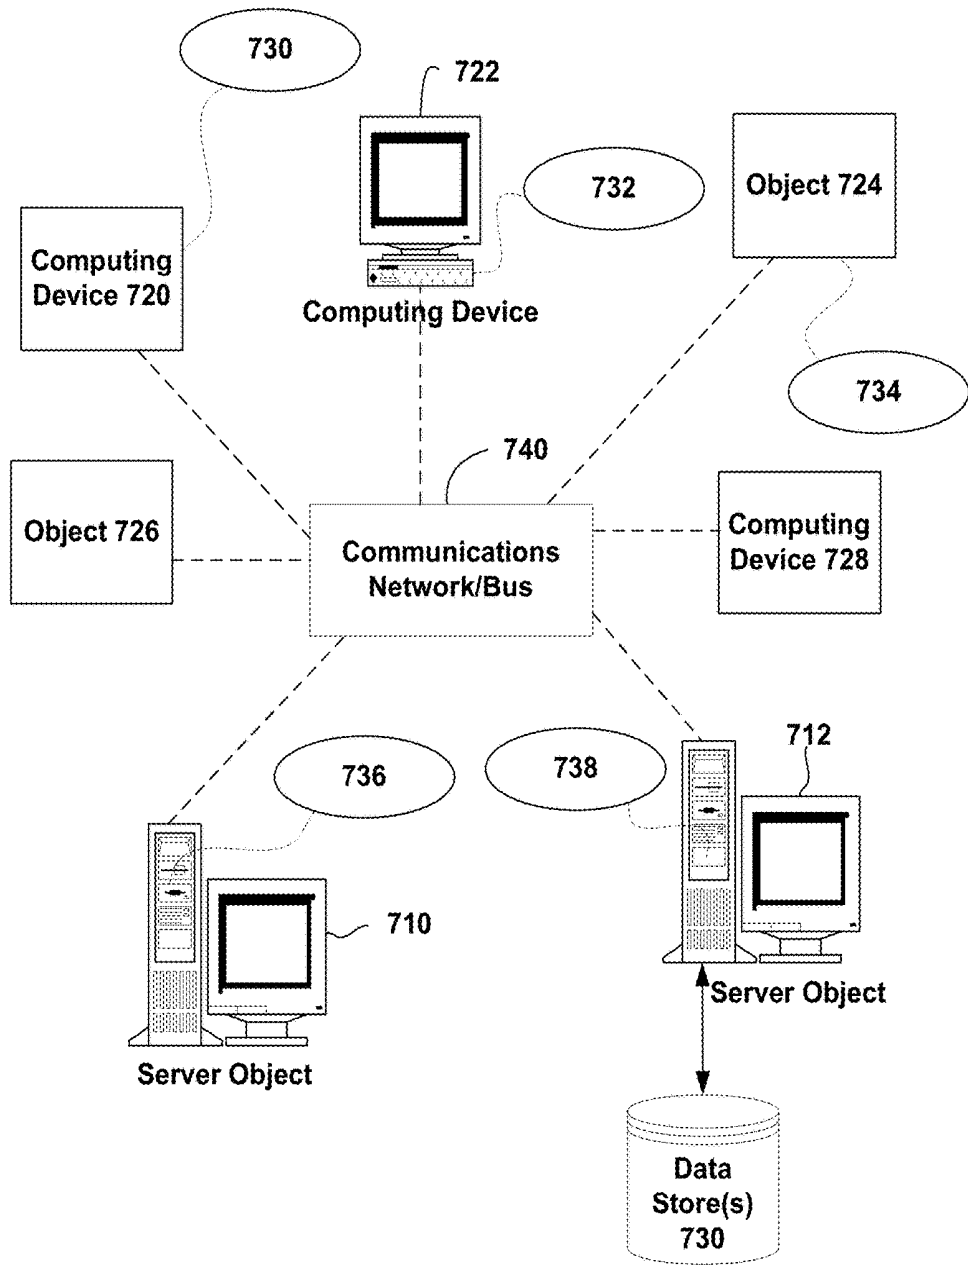 730
722
732
Object 724
Computing
Device 720
Computing Device
734
740
Object 726
Computing
Device 728
Communications
Network/Bus
736
738
712
710
Server Object
Server Object
Data
Store(s)
730